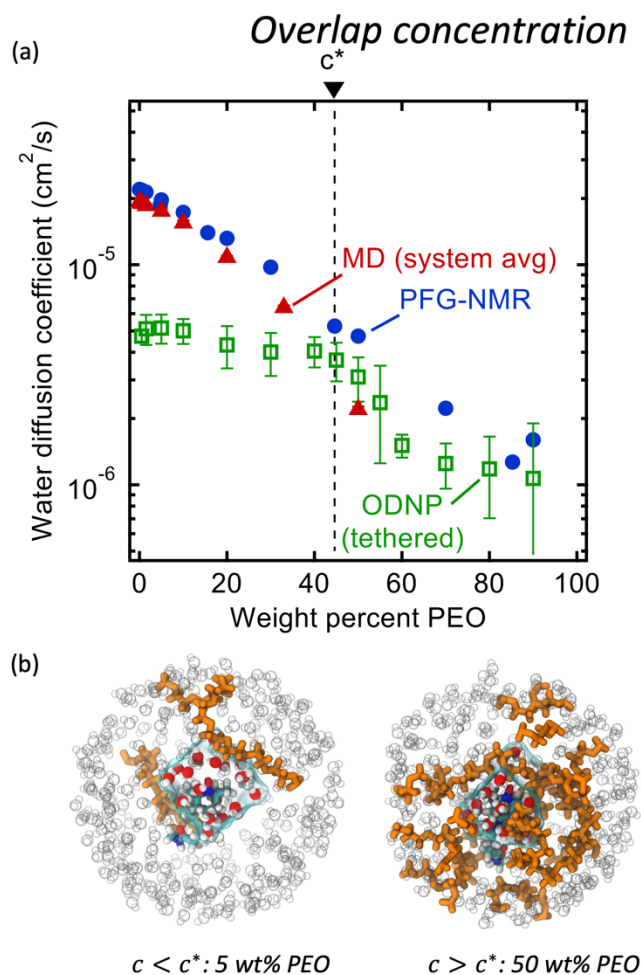 Overlap concentration
(a)
c*
Water diffusion coefficient (cm²/s)
10⁻⁵
10⁻⁶
MD (system avg)
PFG-NMR
ODNP
(tethered)
0 20 40 60 80 100
Weight percent PEO
(b)
c < c*: 5 wt% PEO
c > c*: 50 wt% PEO